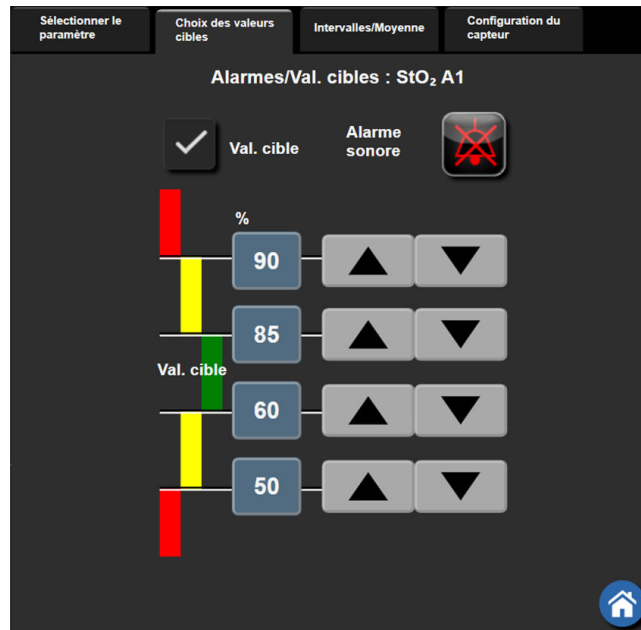 Sélectionner le
paramètre
Choix des valeurs
cibles
Intervalles/Moyenne
Configuration du
capteur
Alarmes/Val. cibles : StO₂ A1
Val. cible
Alarme
sonore
%
90
85
Val. cible
60
50